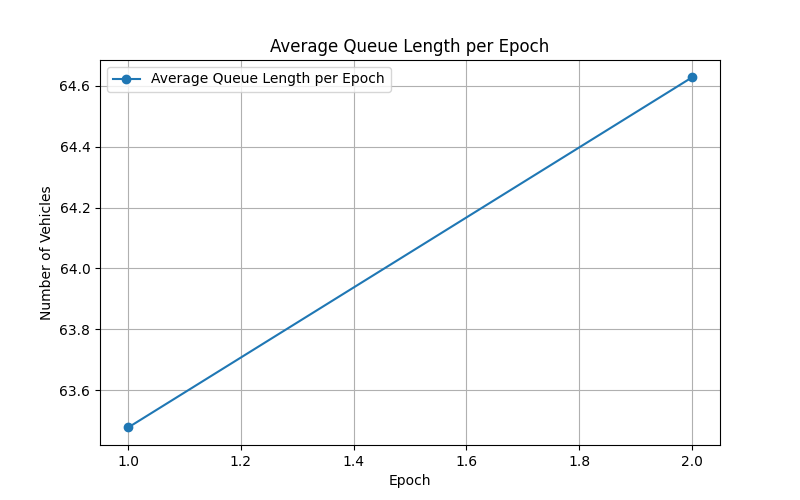 Average Queue Length per Epoch
Average Queue Length per Epoch
64.6
64.4
64.2
64.0
63.8
63.6
Number of Vehicles
1.0 1.2 1.4 1.6 1.8 2.0
Epoch